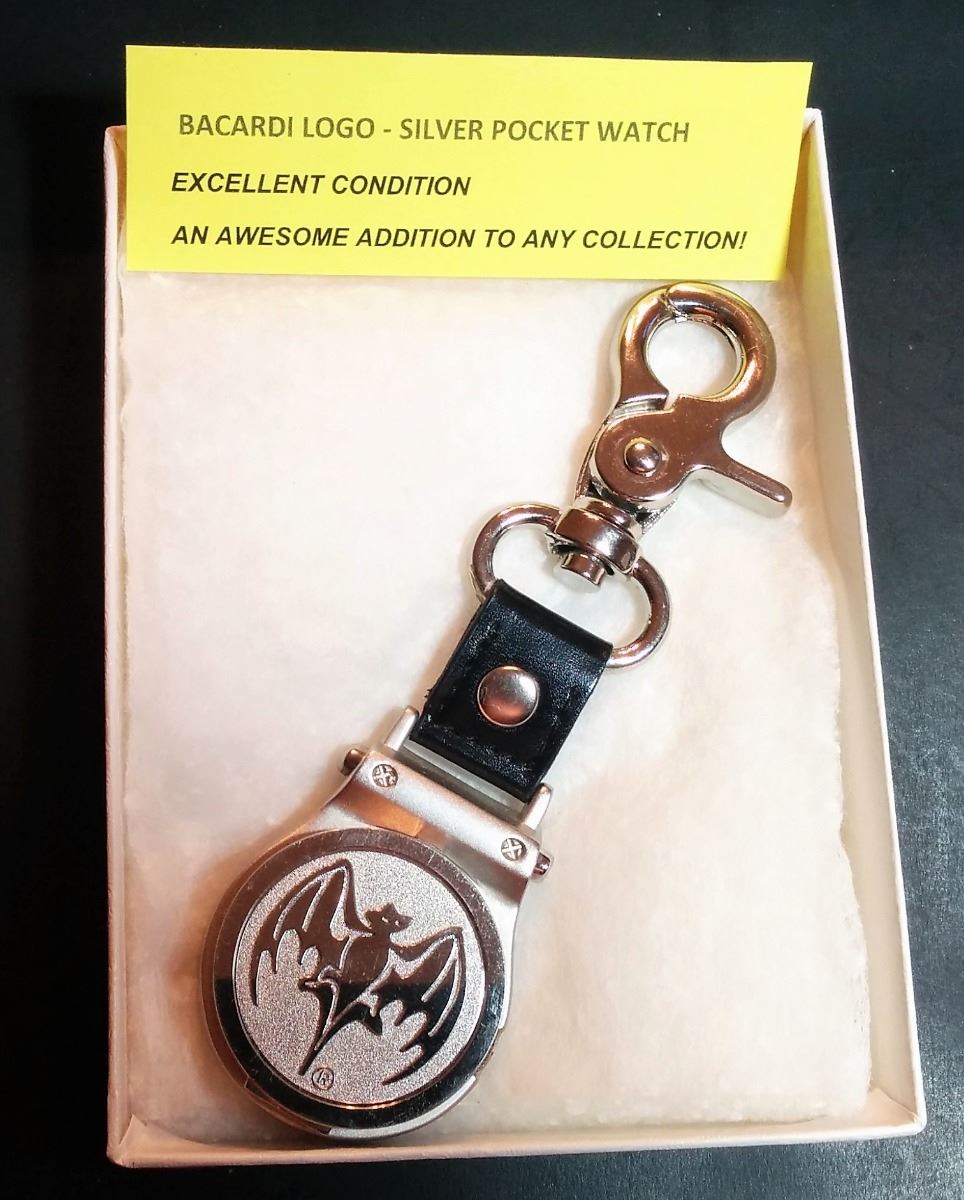 BACARDI LOGO - SILVER POCKET WATCH
EXCELLENT CONDITION
AN AWESOME ADDITION TO ANY COLLECTION!
®